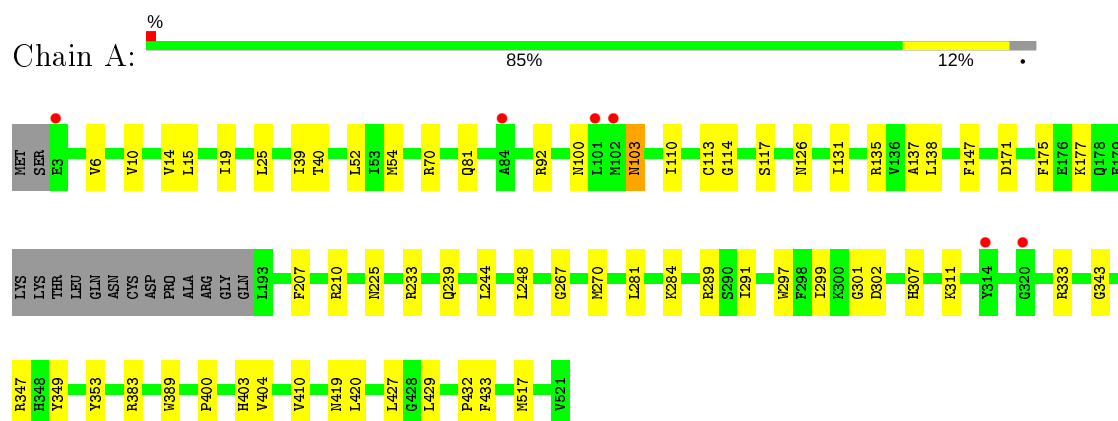 %
Chain A:
85% 12% •
MET SER E3 V6 V10 V14 L15 I19 L25 I39 T40 L52 I53 M54 R70 Q81 A84 R92 N100 L101 M102 N103 I110 C113 G114 S117 N126 I131 R135 V136 A137 L138 F147 D171 F175 E176 K177 Q178
LYS LYS THR LEU GLN ASN CYS ASP PRO ALA ARG GLY GLN L193 F207 R210 N225 R233 Q239 L244 L248 G267 M270 L281 K284 R289 S290 I291 W297 F298 I299 K300 G301 D302 H307 K311 Y314 G320 R333 G343
R347 H348 Y349 Y353 R383 W389 P400 H403 V404 V410 N419 L420 L427 G428 L429 P432 F433 M517 V521